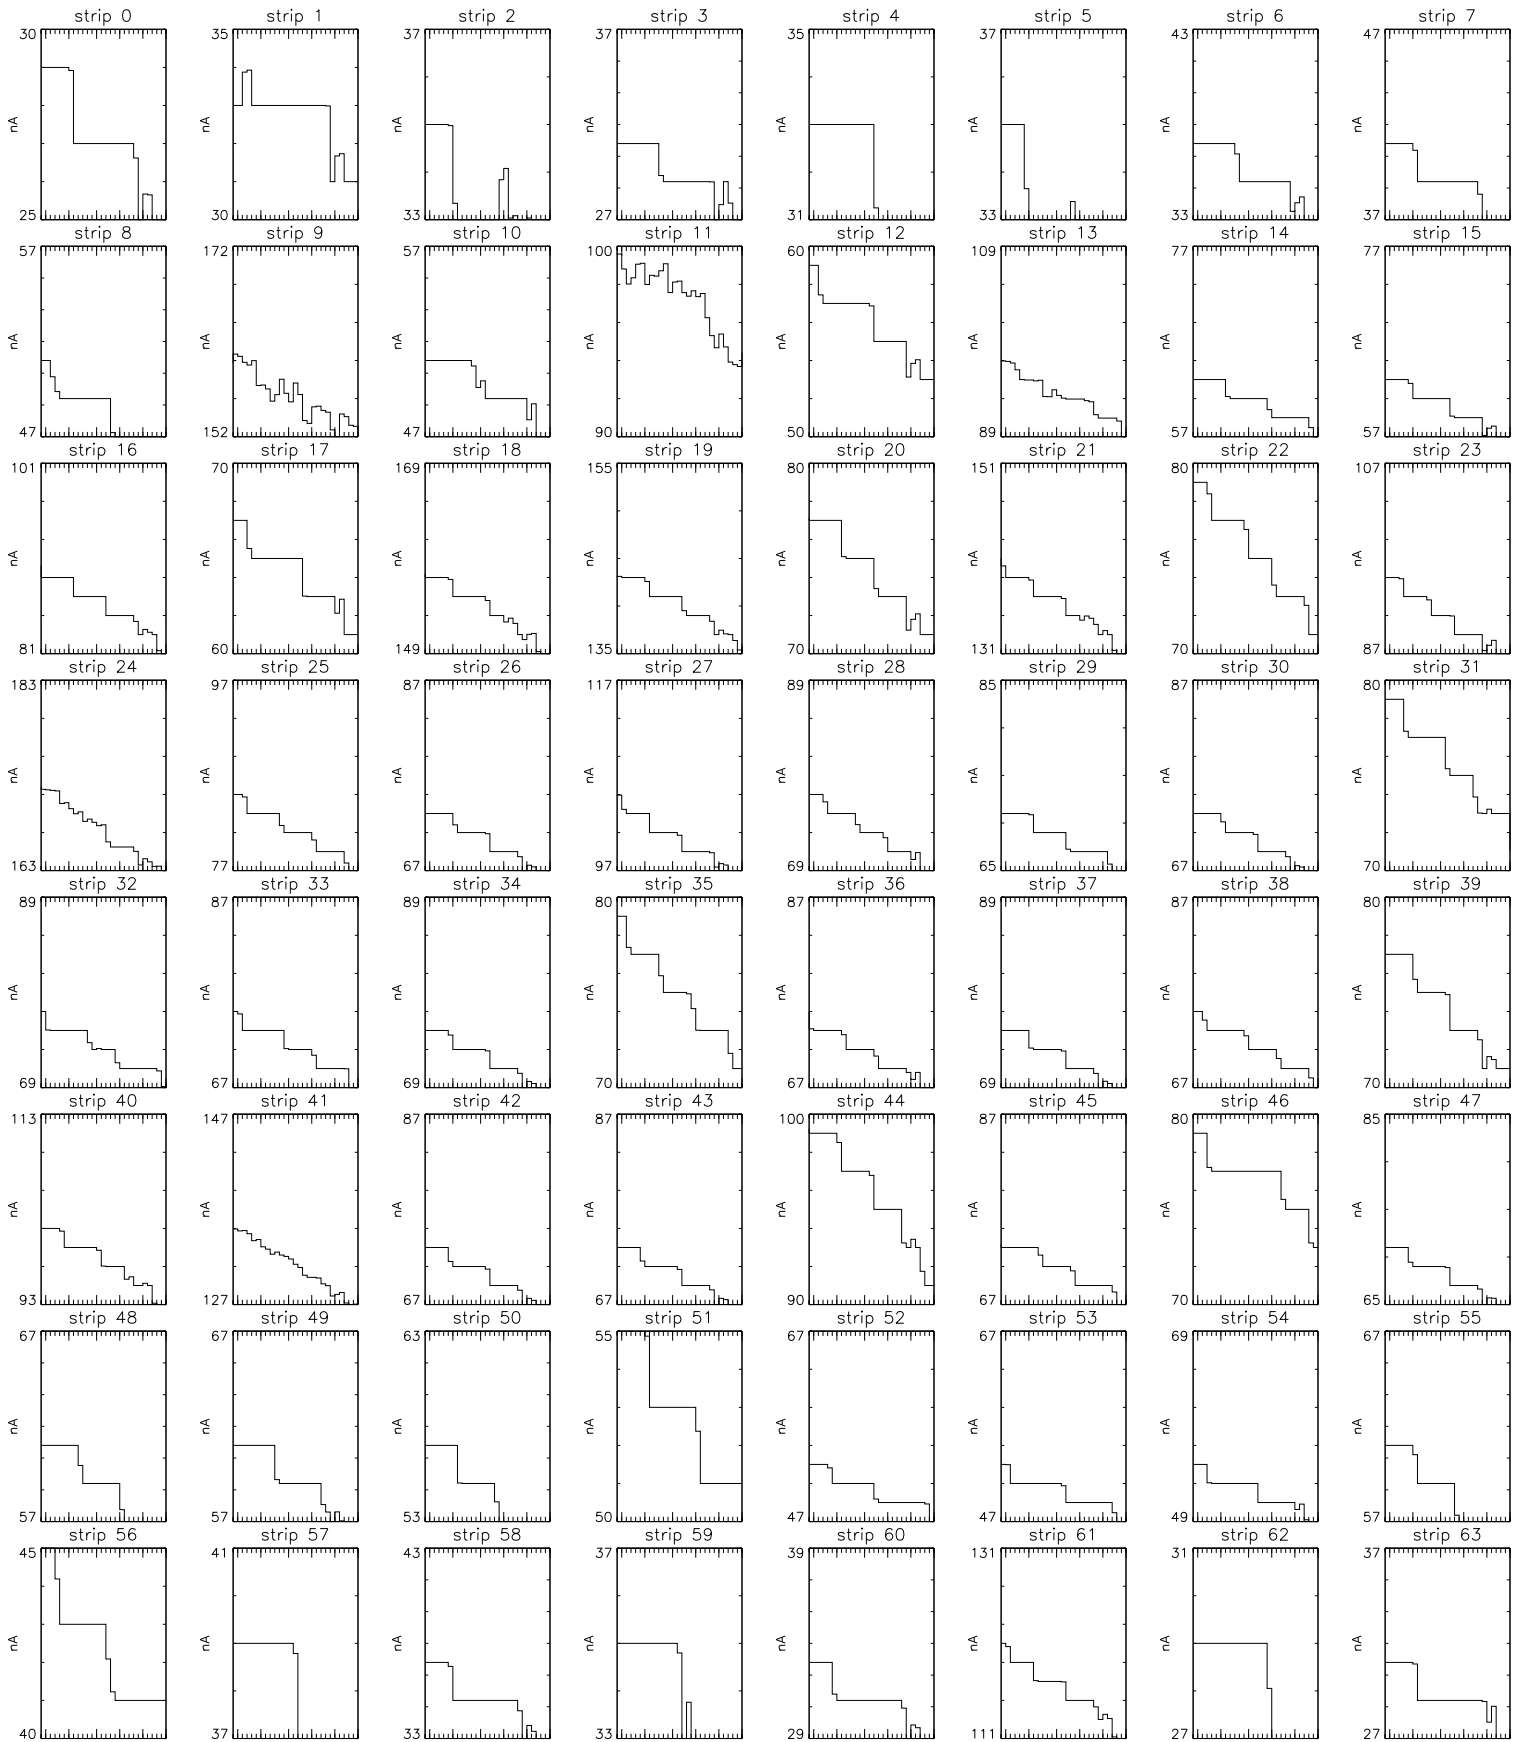 strip 0 strip 1 strip 2 strip 3 strip 4 strip 5 strip 6 strip 7
30 35 37 37 35 37 43 47
nA nA nA nA nA nA nA nA
25 30 33 27 31 33 33 37
strip 8 strip 9 strip 10 strip 11 strip 12 strip 13 strip 14 strip 15
57 172 57 100 60 109 77 77
nA nA nA nA nA nA nA nA
47 152 47 90 50 89 57 57
strip 16 strip 17 strip 18 strip 19 strip 20 strip 21 strip 22 strip 23
101 70 169 155 80 151 80 107
nA nA nA nA nA nA nA nA
81 60 149 135 70 131 70 87
strip 24 strip 25 strip 26 strip 27 strip 28 strip 29 strip 30 strip 31
183 97 87 117 89 85 87 80
nA nA nA nA nA nA nA nA
163 77 67 97 69 65 67 70
strip 32 strip 33 strip 34 strip 35 strip 36 strip 37 strip 38 strip 39
89 87 89 80 87 89 87 80
nA nA nA nA nA nA nA nA
69 67 69 70 67 69 67 70
strip 40 strip 41 strip 42 strip 43 strip 44 strip 45 strip 46 strip 47
113 147 87 87 100 87 80 85
nA nA nA nA nA nA nA nA
93 127 67 67 90 67 70 65
strip 48 strip 49 strip 50 strip 51 strip 52 strip 53 strip 54 strip 55
67 67 63 55 67 67 69 67
nA nA nA nA nA nA nA nA
57 57 53 50 47 47 49 57
strip 56 strip 57 strip 58 strip 59 strip 60 strip 61 strip 62 strip 63
45 41 43 37 39 131 31 37
nA nA nA nA nA nA nA nA
40 37 33 33 29 111 27 27